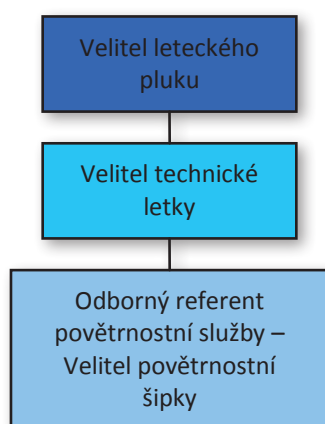 Velitel leteckého
pluku
Velitel technické
letky
Odborný referent
povětrnostní služby –
Velitel povětrnostní
šipky